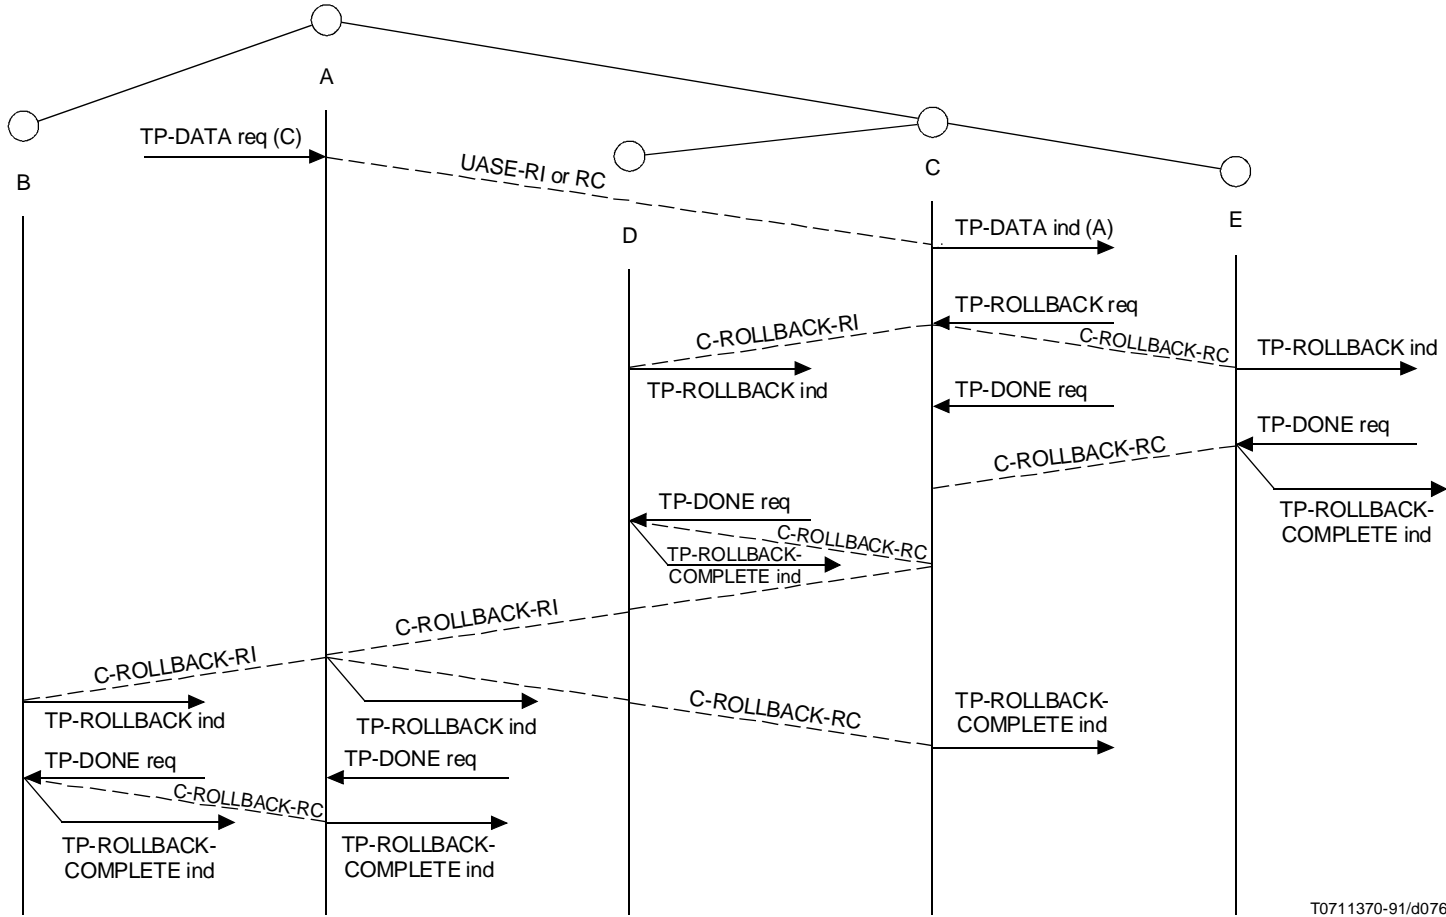 A
TP-DATA req (C)
UASE-RI or RC
C
B
E
TP-DATA ind (A)
D
TP-ROLLBACK req
C-ROLLBACK-RI
C-ROLLBACK-RC
TP-ROLLBACK ind
TP-ROLLBACK ind
TP-DONE req
TP-DONE req
C-ROLLBACK-RC
TP-DONE req
TP-ROLLBACK-
COMPLETE ind
C-ROLLBACK-RC
TP-ROLLBACK-
COMPLETE ind
C-ROLLBACK-RI
C-ROLLBACK-RI
TP-ROLLBACK ind
TP-ROLLBACK ind
C-ROLLBACK-RC
TP-ROLLBACK-
COMPLETE ind
TP-DONE req
TP-DONE req
C-ROLLBACK-RC
TP-ROLLBACK-
COMPLETE ind
TP-ROLLBACK-
COMPLETE ind
T0711370-91/d076